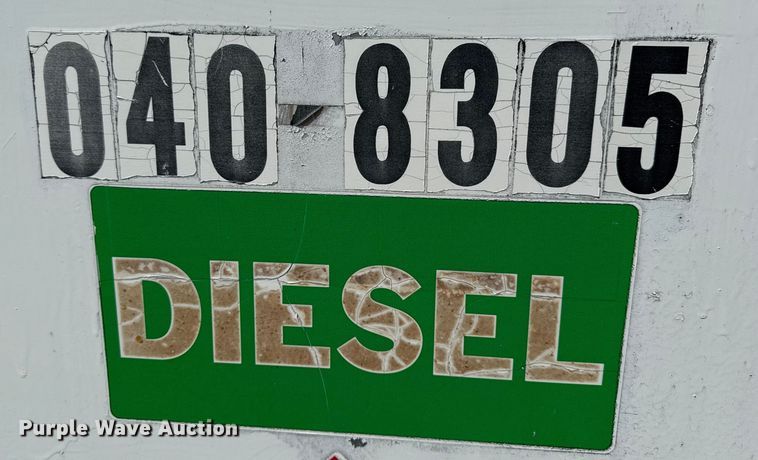 040 8305
DIESEL
Purple Wave Auction